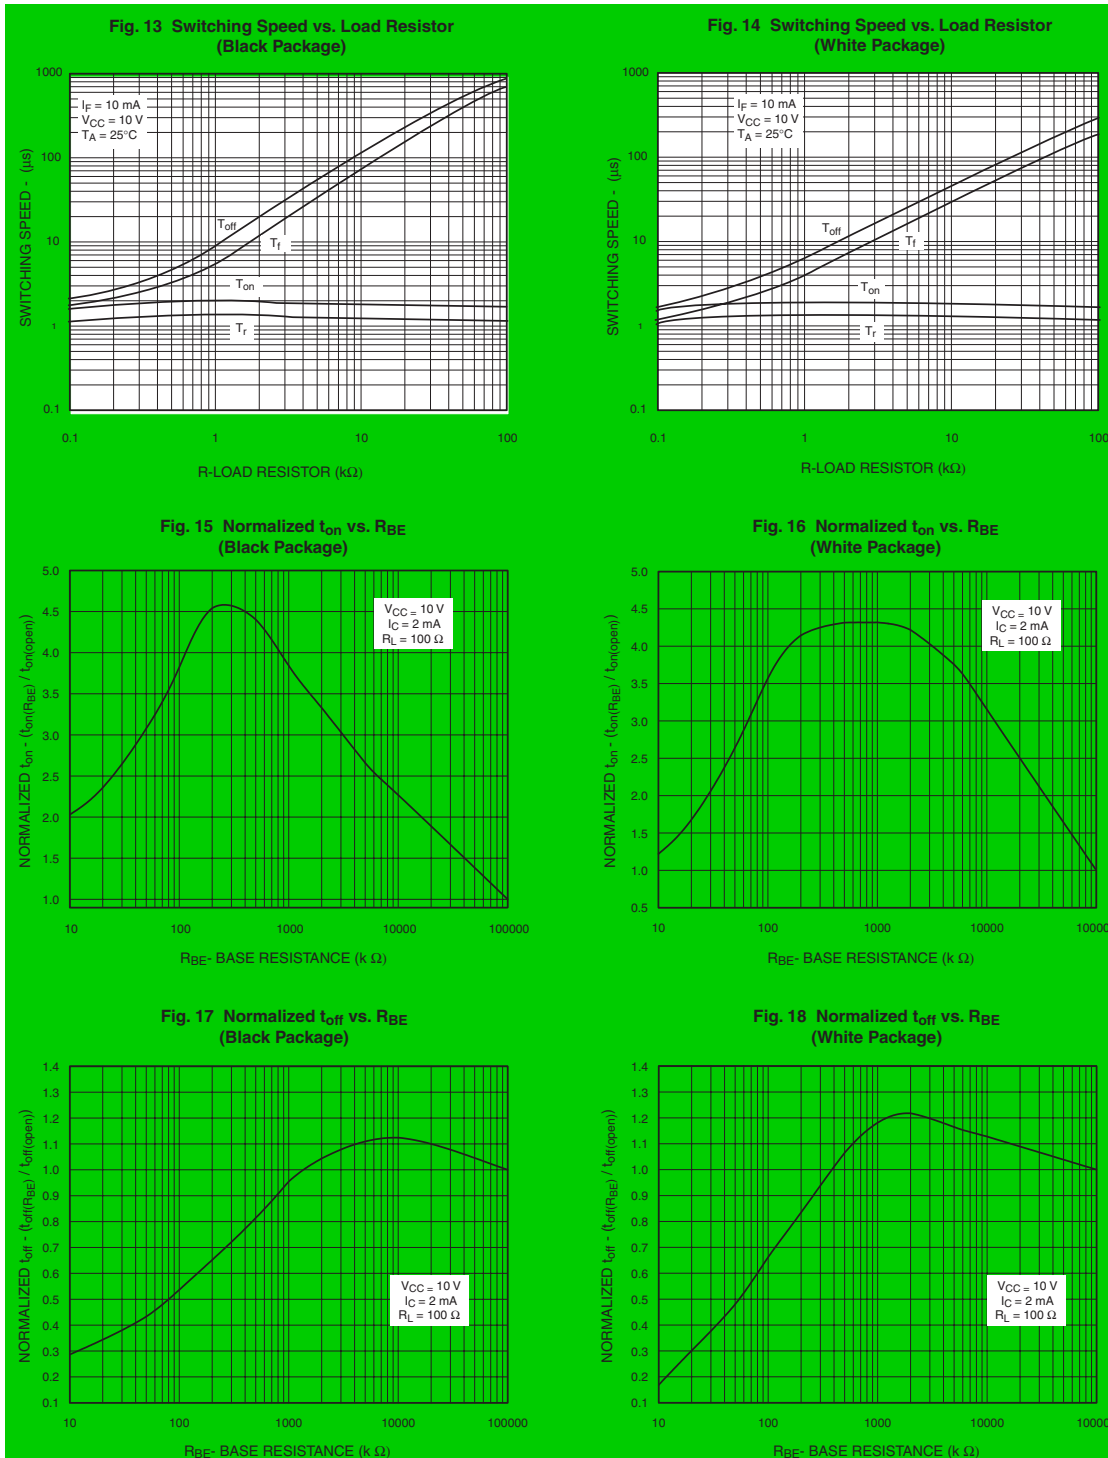 Fig. 13 Switching Speed vs. Load Resistor
(Black Package)
1000
100
10
1
0.1
SWITCHING SPEED - (µs)
IF = 10 mA
VCC = 10 V
TA = 25°C
Toff
Tf
Ton
Tr
0.1
1
10
100
R-LOAD RESISTOR (kΩ)
Fig. 14 Switching Speed vs. Load Resistor
(White Package)
1000
100
10
1
0.1
SWITCHING SPEED - (µs)
IF = 10 mA
VCC = 10 V
TA = 25°C
Toff
Tf
Ton
Tr
0.1
1
10
100
R-LOAD RESISTOR (kΩ)
Fig. 15 Normalized ton vs. RBE
(Black Package)
5.0
4.5
4.0
3.5
3.0
2.5
2.0
1.5
1.0
NORMALIZED ton - (ton(RBE) / ton(open))
VCC = 10 V
IC = 2 mA
RL = 100 Ω
10
100
1000
10000
100000
RBE- BASE RESISTANCE (k Ω)
Fig. 16 Normalized ton vs. RBE
(White Package)
5.0
4.5
4.0
3.5
3.0
2.5
2.0
1.5
1.0
0.5
NORMALIZED ton - (ton(RBE) / ton(open))
VCC = 10 V
IC = 2 mA
RL = 100 Ω
10
100
1000
10000
100000
RBE- BASE RESISTANCE (k Ω)
Fig. 17 Normalized toff vs. RBE
(Black Package)
1.4
1.3
1.2
1.1
1.0
0.9
0.8
0.7
0.6
0.5
0.4
0.3
0.2
0.1
NORMALIZED toff - (toff(RBE) / toff(open))
VCC = 10 V
IC = 2 mA
RL = 100 Ω
10
100
1000
10000
100000
RBE- BASE RESISTANCE (k Ω)
Fig. 18 Normalized toff vs. RBE
(White Package)
1.4
1.3
1.2
1.1
1.0
0.9
0.8
0.7
0.6
0.5
0.4
0.3
0.2
0.1
NORMALIZED toff - (toff(RBE) / toff(open))
VCC = 10 V
IC = 2 mA
RL = 100 Ω
10
100
1000
10000
100000
RBE- BASE RESISTANCE (k Ω)